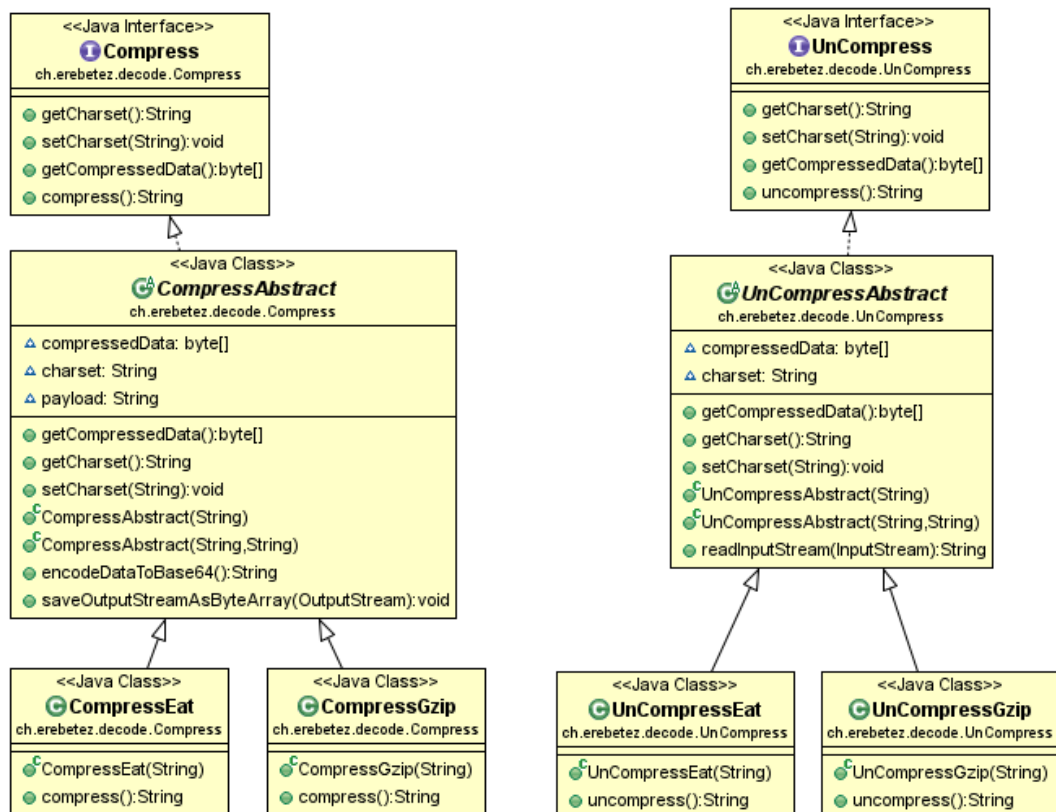 <<Java Interface>>
Compress
ch.erebetez.decode.Compress
getCharset():String
setCharset(String):void
getCompressedData():byte[]
compress():String
<<Java Class>>
CompressAbstract
ch.erebetez.decode.Compress
compressedData: byte[]
charset: String
payload: String
getCompressedData():byte[]
getCharset():String
setCharset(String):void
CompressAbstract(String)
CompressAbstract(String,String)
encodeDataToBase64():String
saveOutputStreamAsByteArray(OutputStream):void
<<Java Class>>
CompressEat
ch.erebetez.decode.Compress
CompressEat(String)
compress():String
<<Java Class>>
CompressGzip
ch.erebetez.decode.Compress
CompressGzip(String)
compress():String
<<Java Interface>>
UnCompress
ch.erebetez.decode.UnCompress
getCharset():String
setCharset(String):void
getCompressedData():byte[]
uncompress():String
<<Java Class>>
UnCompressAbstract
ch.erebetez.decode.UnCompress
compressedData: byte[]
charset: String
getCompressedData():byte[]
getCharset():String
setCharset(String):void
UnCompressAbstract(String)
UnCompressAbstract(String,String)
readInputStream(InputStream):String
<<Java Class>>
UnCompressEat
ch.erebetez.decode.UnCompress
UnCompressEat(String)
uncompress():String
<<Java Class>>
UnCompressGzip
ch.erebetez.decode.UnCompress
UnCompressGzip(String)
uncompress():String